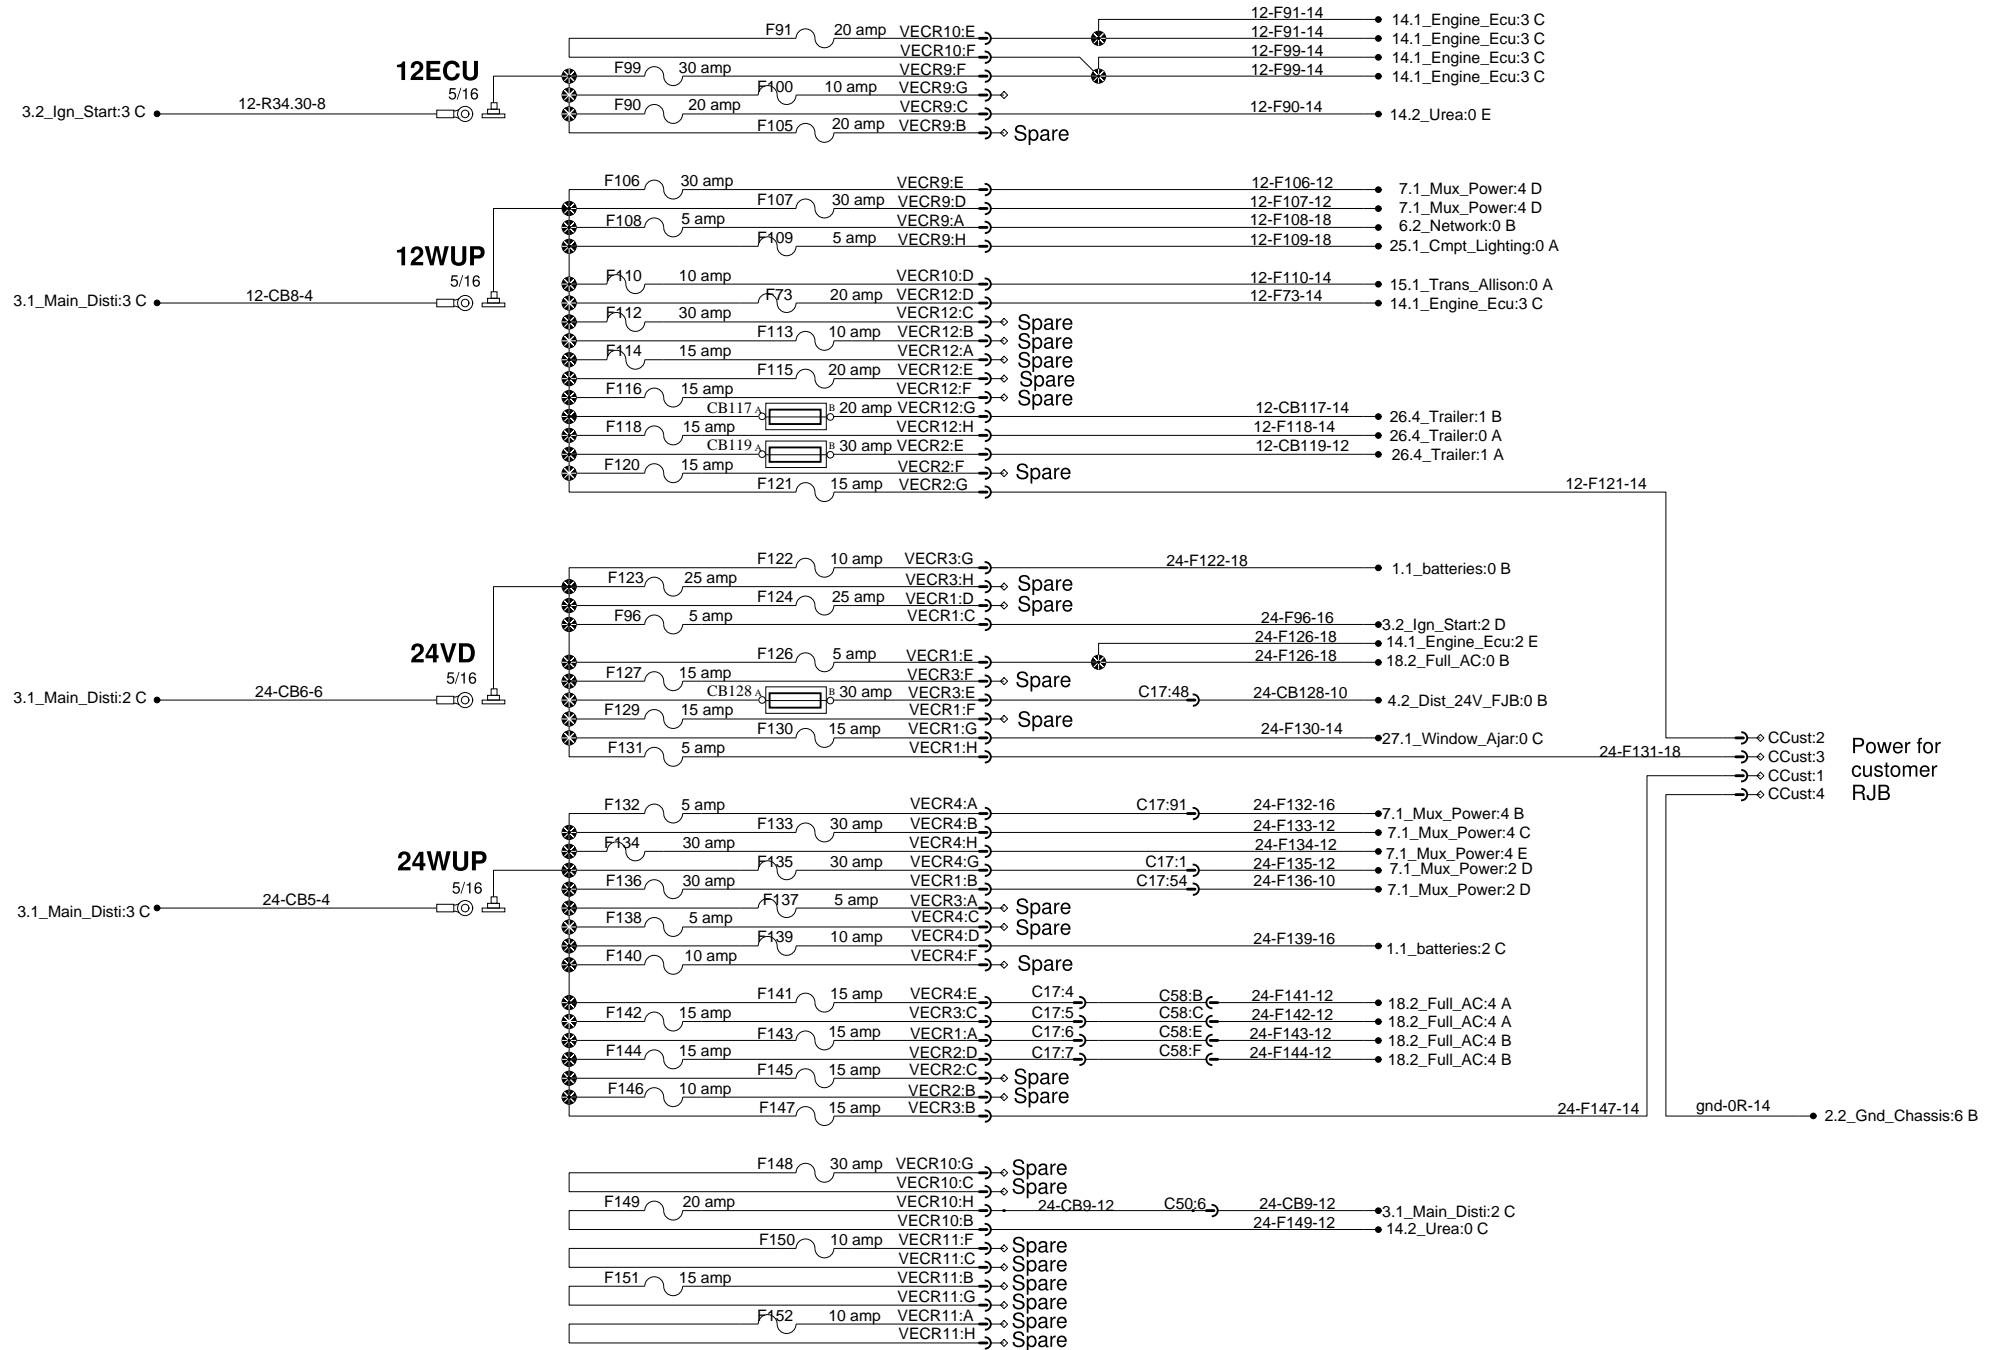 F91 20 amp VECR10:E 12-F91-14 14.1_Engine_Ecu:3 C
12-F91-14 14.1_Engine_Ecu:3 C
VECR10:F 12-F99-14 14.1_Engine_Ecu:3 C
12ECU F99 30 amp VECR9:F 12-F99-14 14.1_Engine_Ecu:3 C
5/16 F100 10 amp VECR9:G
3.2_Ign_Start:3 C 12-R34.30-8 F90 20 amp VECR9:C 12-F90-14 14.2_Urea:0 E
F105 20 amp VECR9:B Spare
F106 30 amp VECR9:E 12-F106-12 7.1_Mux_Power:4 D
F107 30 amp VECR9:D 12-F107-12 7.1_Mux_Power:4 D
F108 5 amp VECR9:A 12-F108-18 6.2_Network:0 B
12WUP F109 5 amp VECR9:H 12-F109-18 25.1_Cmpt_Lighting:0 A
5/16 F110 10 amp VECR10:D 12-F110-14 15.1_Trans_Allison:0 A
3.1_Main_Disti:3 C 12-CB8-4 F73 20 amp VECR12:D 12-F73-14 14.1_Engine_Ecu:3 C
F112 30 amp VECR12:C Spare
F113 10 amp VECR12:B Spare
F114 15 amp VECR12:A Spare
F115 20 amp VECR12:E Spare
F116 15 amp VECR12:F Spare
CB117 A B 20 amp VECR12:G 12-CB117-14 26.4_Trailer:1 B
F118 15 amp VECR12:H 12-F118-14 26.4_Trailer:0 A
CB119 A B 30 amp VECR2:E 12-CB119-12 26.4_Trailer:1 A
F120 15 amp VECR2:F Spare
F121 15 amp VECR2:G 12-F121-14
F122 10 amp VECR3:G 24-F122-18 1.1_batteries:0 B
F123 25 amp VECR3:H Spare
F124 25 amp VECR1:D Spare
F96 5 amp VECR1:C 24-F96-16 3.2_Ign_Start:2 D
24-F126-18 14.1_Engine_Ecu:2 E
24VD F126 5 amp VECR1:E 24-F126-18 18.2_Full_AC:0 B
5/16 F127 15 amp VECR3:F Spare
3.1_Main_Disti:2 C 24-CB6-6 CB128 A B 30 amp VECR3:E C17:48 24-CB128-10 4.2_Dist_24V_FJB:0 B
F129 15 amp VECR1:F Spare
F130 15 amp VECR1:G 24-F130-14 27.1_Window_Ajar:0 C CCust:2
F131 5 amp VECR1:H 24-F131-18 CCust:3
CCust:1
CCust:4
Power for
customer
RJB
F132 5 amp VECR4:A C17:91 24-F132-16 7.1_Mux_Power:4 B
F133 30 amp VECR4:B 24-F133-12 7.1_Mux_Power:4 C
F134 30 amp VECR4:H 24-F134-12 7.1_Mux_Power:4 E
24WUP F135 30 amp VECR4:G C17:1 24-F135-12 7.1_Mux_Power:2 D
5/16 F136 30 amp VECR1:B C17:54 24-F136-10 7.1_Mux_Power:2 D
3.1_Main_Disti:3 C 24-CB5-4 F137 5 amp VECR3:A Spare
F138 5 amp VECR4:C Spare
F139 10 amp VECR4:D 24-F139-16 1.1_batteries:2 C
F140 10 amp VECR4:F Spare
F141 15 amp VECR4:E C17:4 C58:B 24-F141-12 18.2_Full_AC:4 A
F142 15 amp VECR3:C C17:5 C58:C 24-F142-12 18.2_Full_AC:4 A
F143 15 amp VECR1:A C17:6 C58:E 24-F143-12 18.2_Full_AC:4 B
F144 15 amp VECR2:D C17:7 C58:F 24-F144-12 18.2_Full_AC:4 B
F145 15 amp VECR2:C Spare
F146 10 amp VECR2:B Spare
F147 15 amp VECR3:B 24-F147-14 gnd-0R-14 2.2_Gnd_Chassis:6 B
F148 30 amp VECR10:G Spare
VECR10:C Spare
F149 20 amp VECR10:H 24-CB9-12 C50:6 24-CB9-12 3.1_Main_Disti:2 C
VECR10:B 24-F149-12 14.2_Urea:0 C
F150 10 amp VECR11:F Spare
VECR11:C Spare
F151 15 amp VECR11:B Spare
VECR11:G Spare
F152 10 amp VECR11:A Spare
VECR11:H Spare